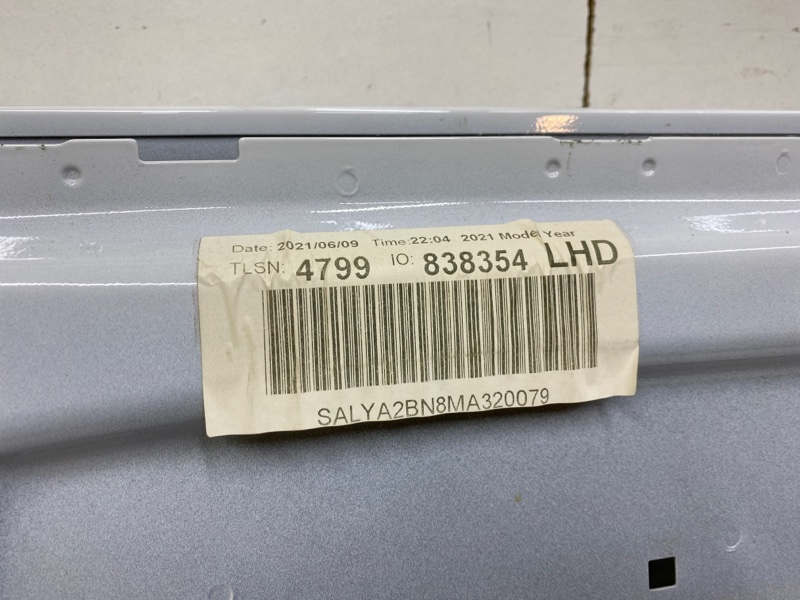 Date: 2021/06/09 Time: 22:04 2021 Model Year
TLSN: 4799 IO: 838354 LHD
SALYA2BN8MA320079